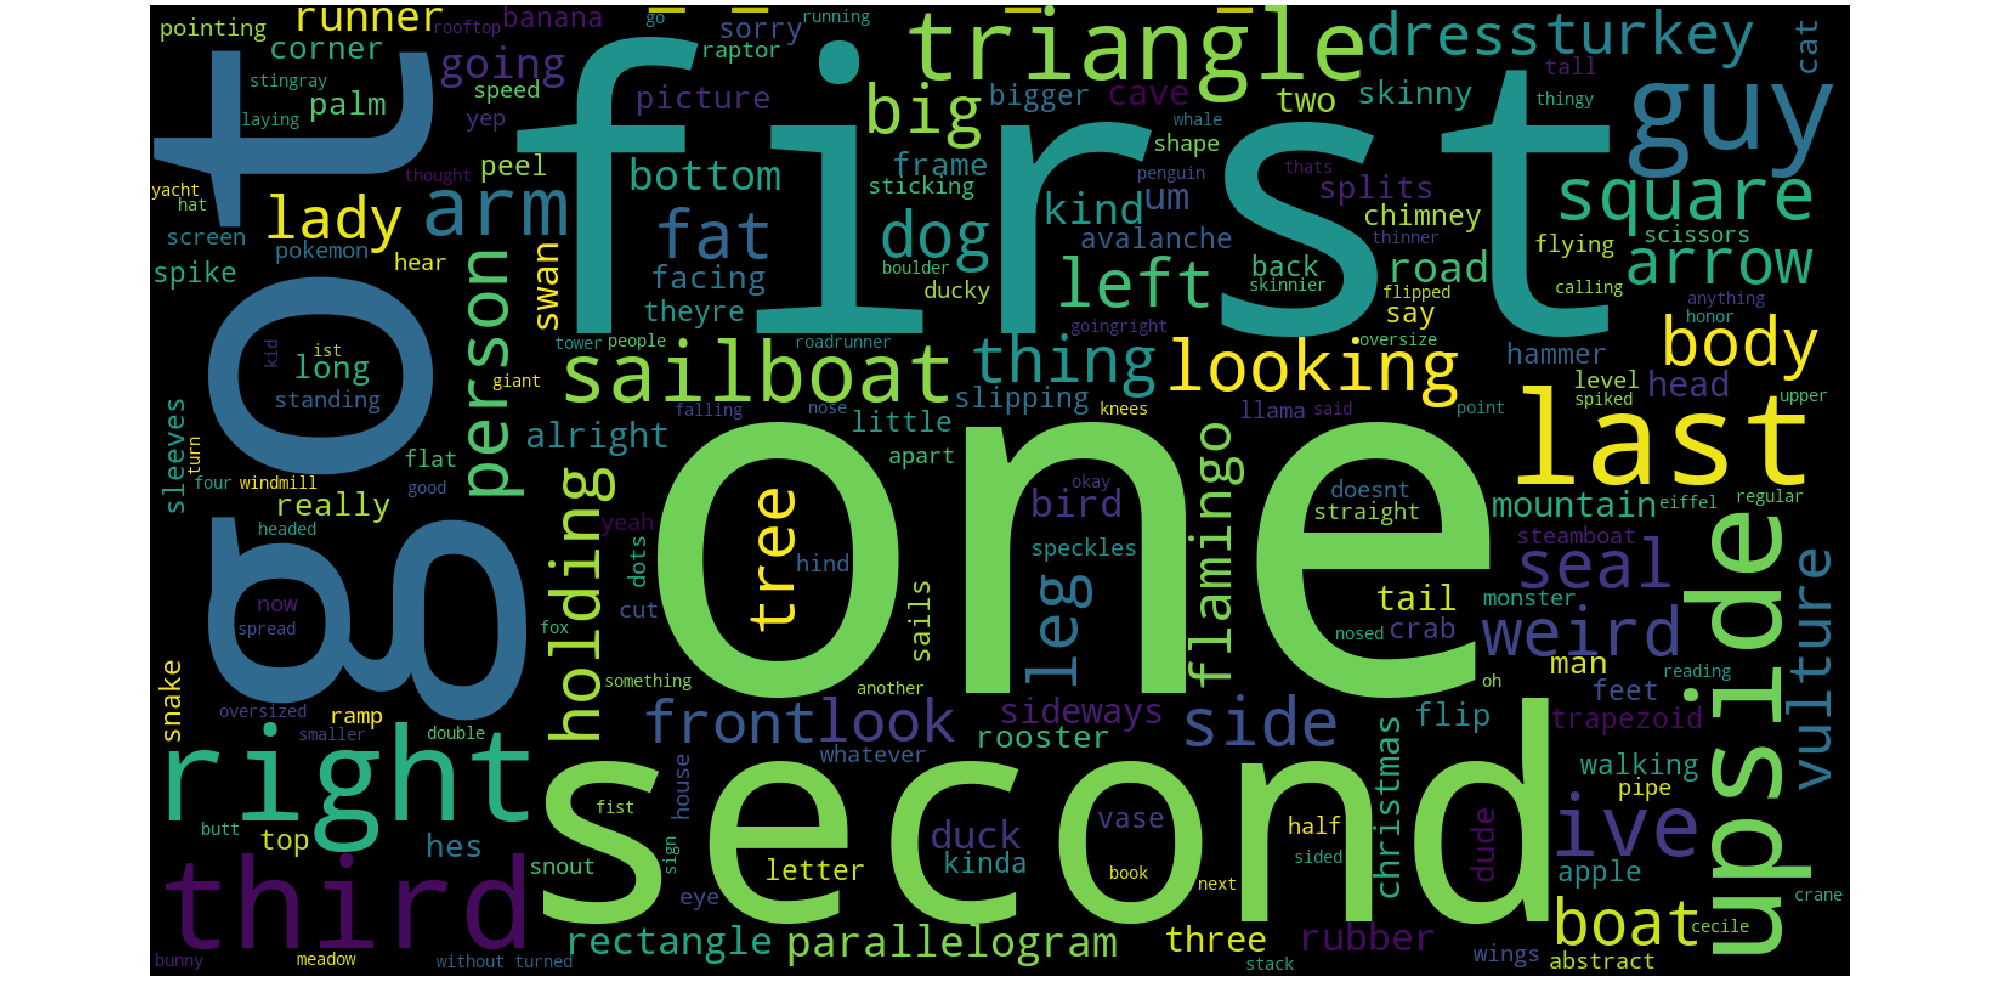 pointing
runner
rooftop
banana
go
running
sorry
triangle
dress
turkey
cat
corner
going
raptor
stingray
speed
palm
picture
big
bigger
cave
two
skinny
tall
thingy
guy
laying
yep
whale
got
first
thought
peel
bottom
frame
shape
penguin
thats
splits
square
yacht
hat
lady
arm
fat
sticking
dog
kind
um
chimney
screen
pokemon
avalanche
thinner
flying
scissors
spike
hear
person
swan
facing
boulder
ducky
left
back
skinnier
road
flipped
calling
arrow
theyre
say
goingright
anything
honor
kid
ist
long
standing
giant
tower
people
roadrunner
sailboat
thing
looking
oversize
hammer
body
level
head
spiked
upper
sleeves
turn
falling
nose
slipping
knees
llama
said
point
last
little
alright
flat
apart
one
four
windmill
good
really
holding
tree
okay
bird
flamingo
doesnt
straight
mountain
eiffel
regular
headed
yeah
dots
hind
speckles
steamboat
seal
upside
vulture
now
spread
cut
fox
leg
tail
crab
nosed
monster
weird
snake
sails
something
another
oh
man
reading
feet
oversized
ramp
smaller
double
front
look
sideways
side
flip
trapezoid
rooster
whatever
right
second
house
christmas
walking
pipe
butt
top
hes
fist
duck
vase
half
dude
ive
third
snout
sign
letter
kinda
book
sided
next
apple
eye
crane
boat
cecile
rectangle
parallelogram
three
rubber
bunny
meadow
without turned
stack
wings
abstract